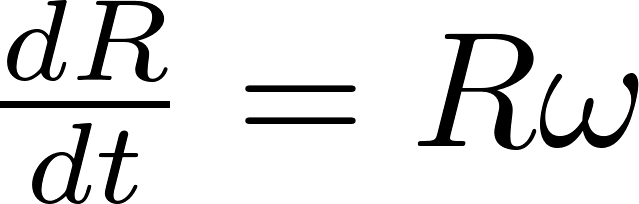 dR/dt = Rω